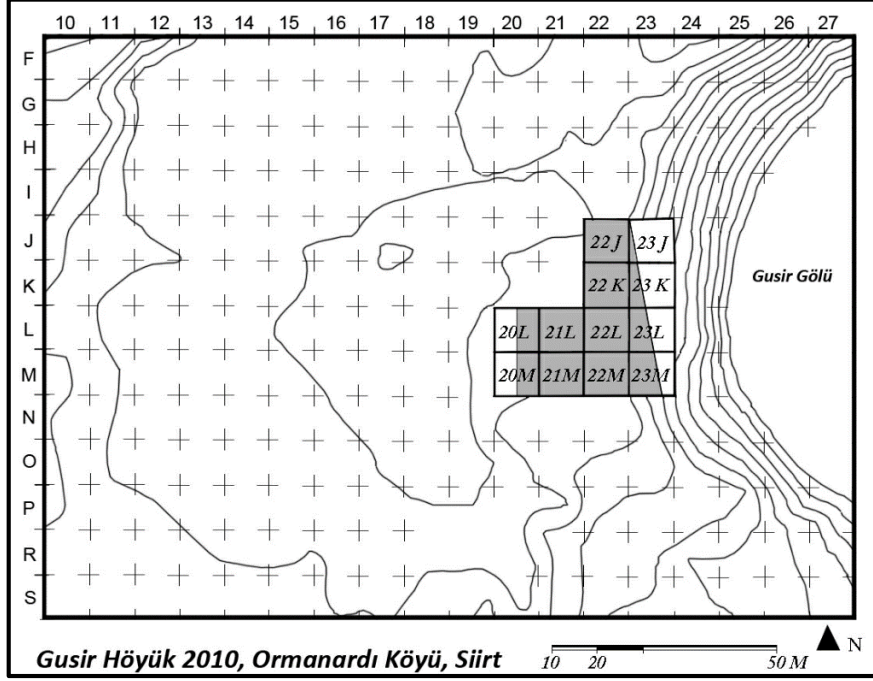 10 11 12 13 14 15 16 17 18 19 20 21 22 23 24 25 26 27
F
G
H
I
J 22 J 23 J
K 22 K 23 K Gusir Gölü
L 20L 21L 22L 23L
M 20M 21M 22M 23M
N
O
P
R
S
Gusir Höyük 2010, Ormanardı Köyü, Siirt
10 20 50 M
N